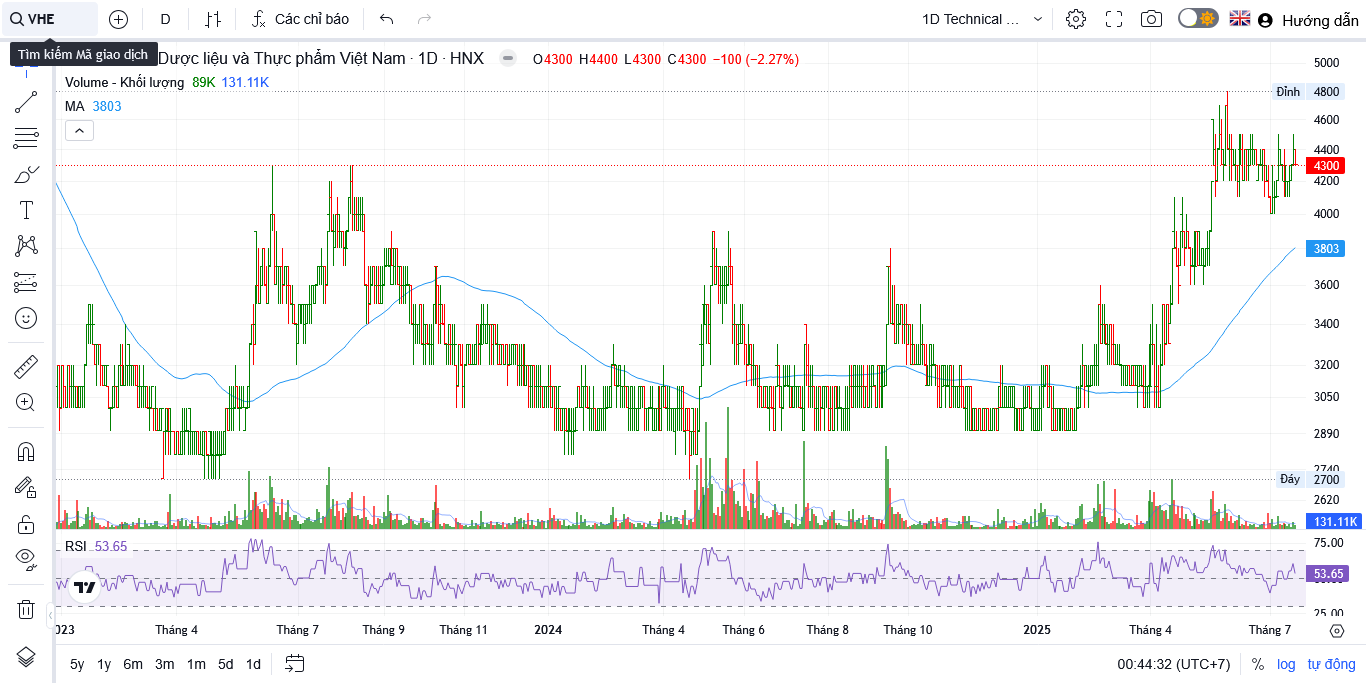 VHE
D
Các chỉ báo
1D Technical ...
Hướng dẫn
Tìm kiếm Mã giao dịch
Dược liệu và Thực phẩm Việt Nam · 1D · HNX
O4300 H4400 L4300 C4300 −100 (−2.27%)
Volume - Khối lượng 89K 131.11K
MA 3803
5000
Đỉnh 4800
4600
4400
4300
4200
4000
3803
3600
3400
3200
3050
2890
2740
Đáy 2700
2620
131.11K
RSI 53.65
75.00
53.65
25.00
023
Tháng 4
Tháng 7
Tháng 9
Tháng 11
2024
Tháng 4
Tháng 6
Tháng 8
Tháng 10
2025
Tháng 4
Tháng 7
5y 1y 6m 3m 1m 5d 1d
00:44:32 (UTC+7)
% log tự động